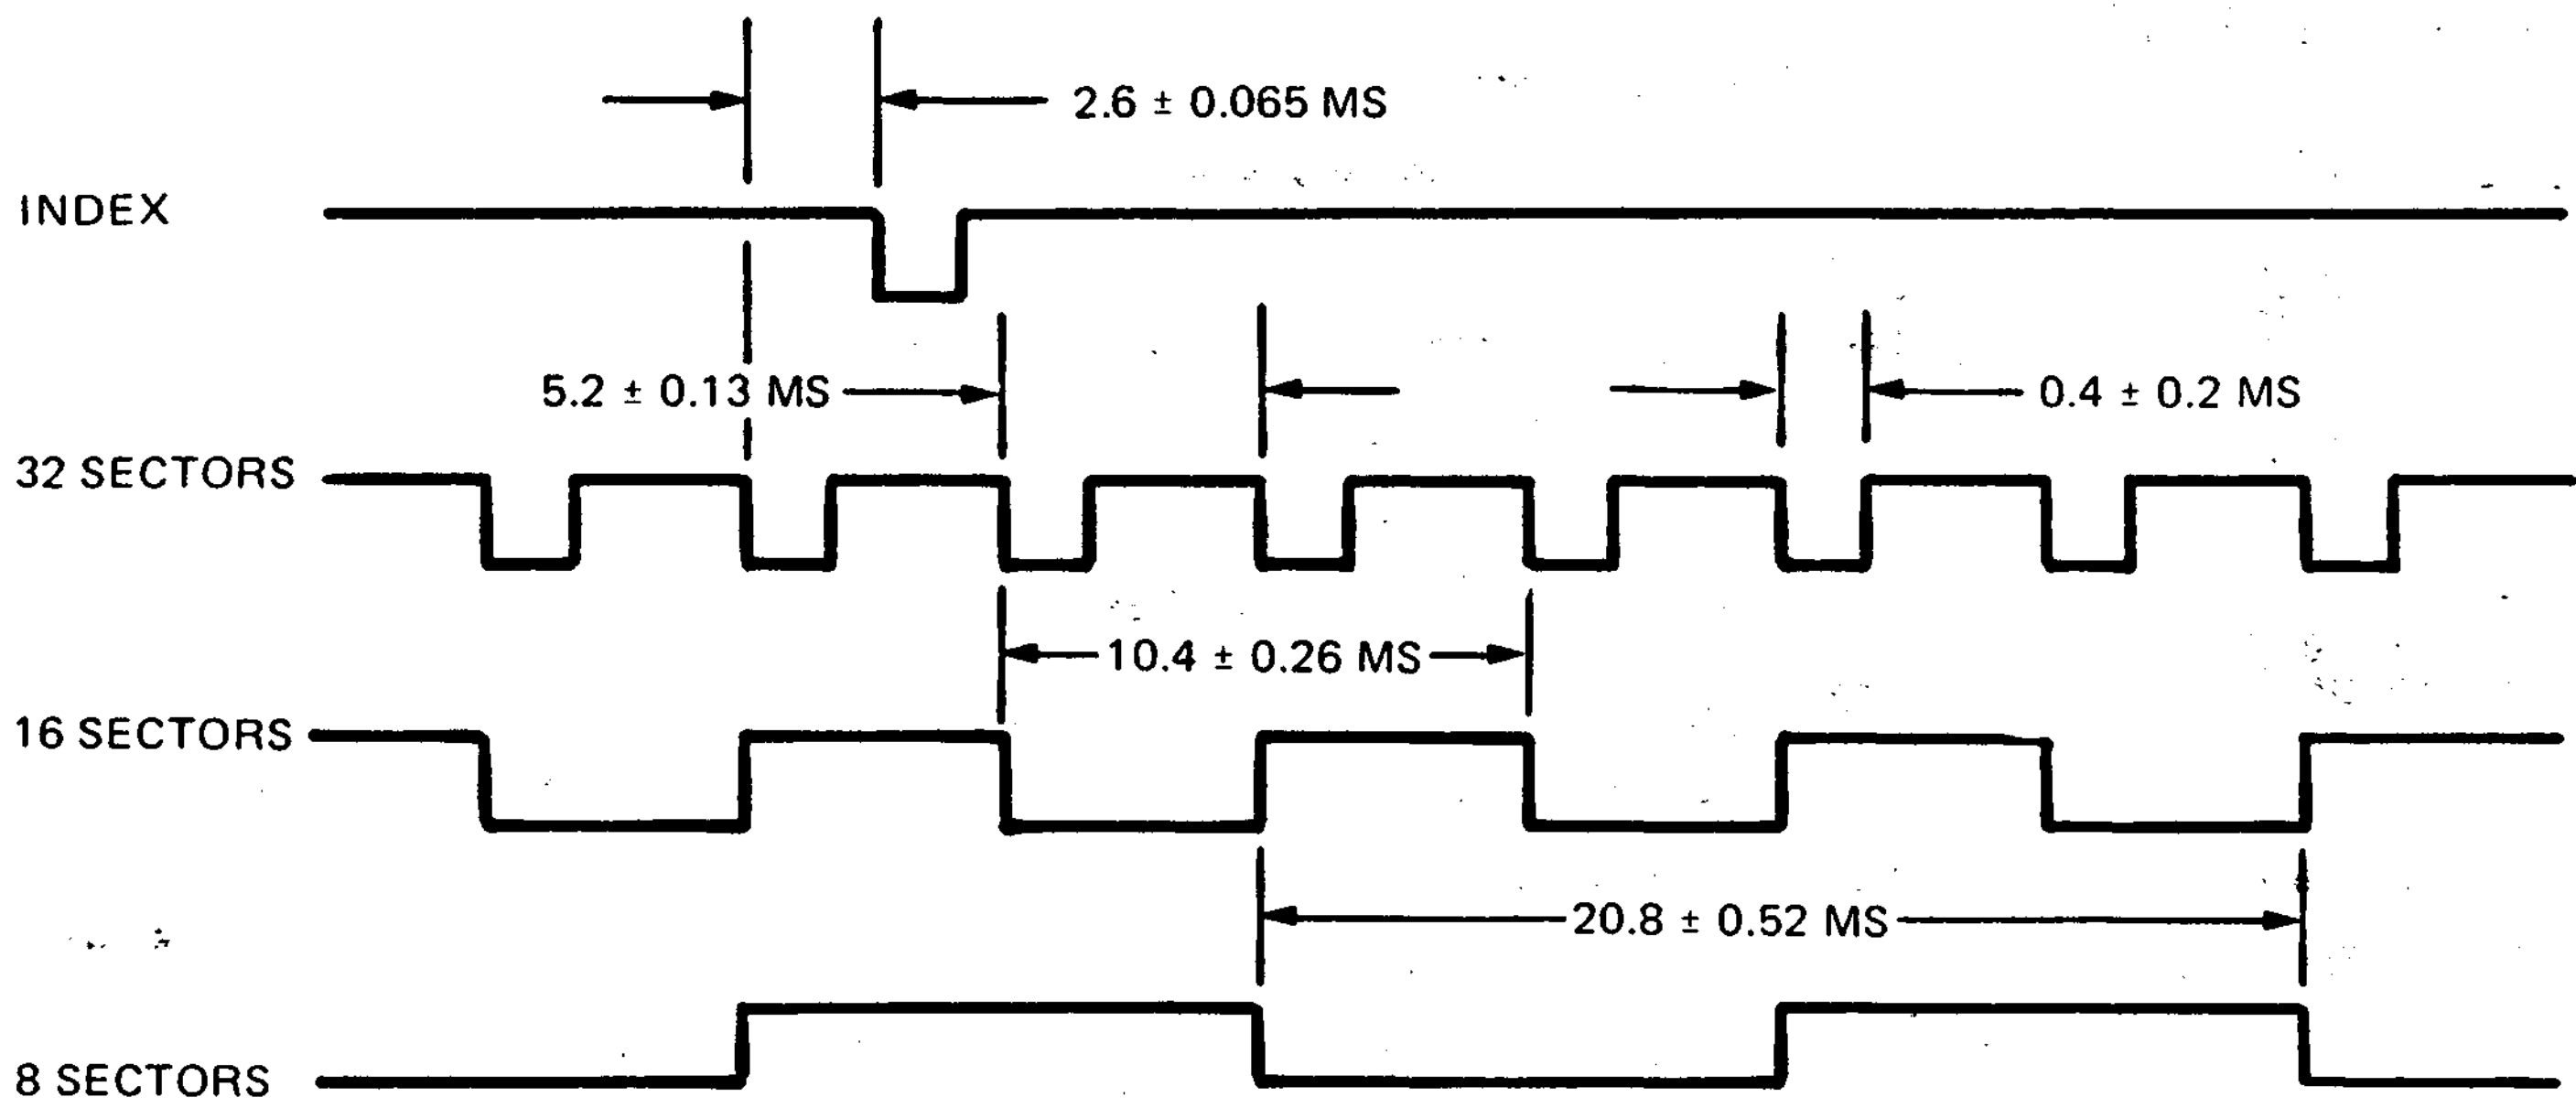 2.6 ± 0.065 MS
INDEX
5.2 ± 0.13 MS
0.4 ± 0.2 MS
32 SECTORS
10.4 ± 0.26 MS
16 SECTORS
20.8 ± 0.52 MS
8 SECTORS